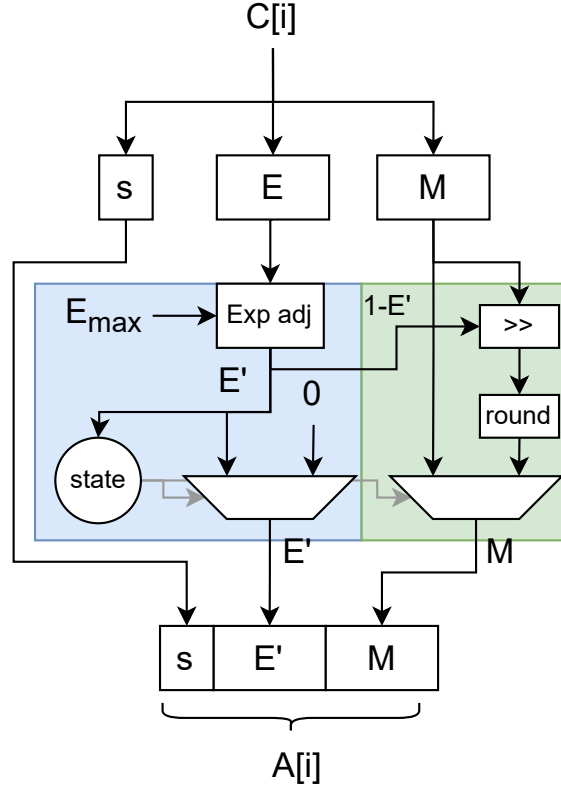 C[i]
s
E
M
E_max
Exp adj
1-E'
>>
E'
0
round
state
E'
M
s
E'
M
A[i]